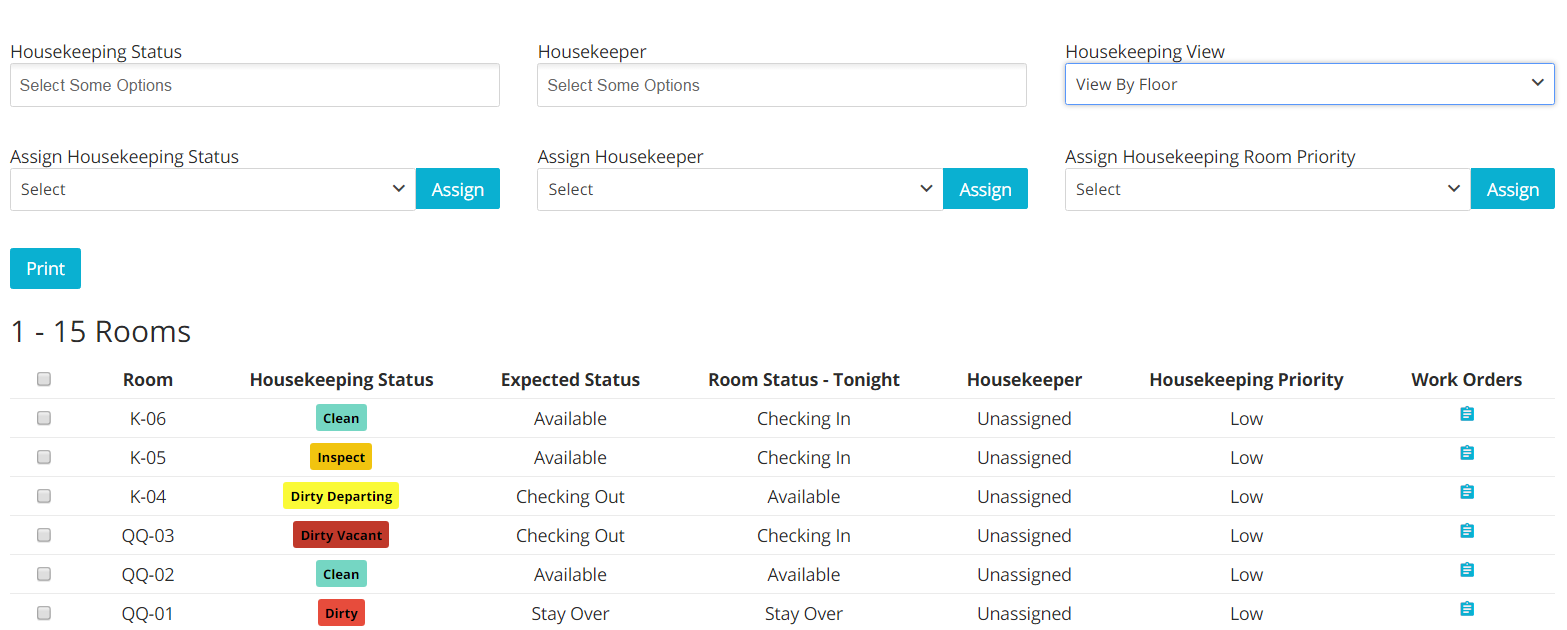 Housekeeping Status Housekeeper Housekeeping View
Select Some Options Select Some Options View By Floor
Assign Housekeeping Status Assign Housekeeper Assign Housekeeping Room Priority
Select Assign Select Assign Select Assign
Print
1 - 15 Rooms
Room Housekeeping Status Expected Status Room Status - Tonight Housekeeper Housekeeping Priority Work Orders
K-06 Clean Available Checking In Unassigned Low
K-05 Inspect Available Checking In Unassigned Low
K-04 Dirty Departing Checking Out Available Unassigned Low
QQ-03 Dirty Vacant Checking Out Checking In Unassigned Low
QQ-02 Clean Available Available Unassigned Low
QQ-01 Dirty Stay Over Stay Over Unassigned Low